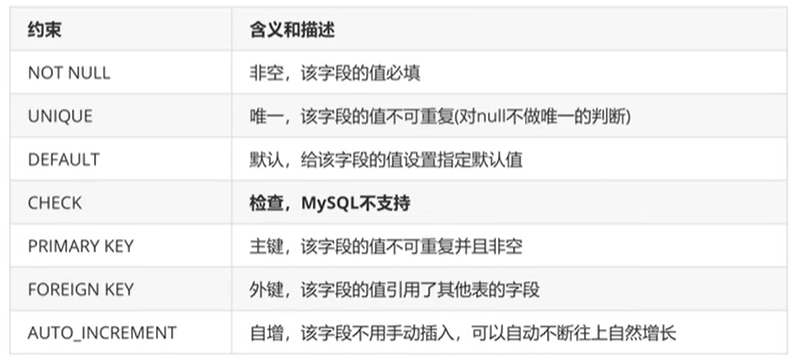 约束 含义和描述
NOT NULL 非空，该字段的值必填
UNIQUE 唯一，该字段的值不可重复(对null不做唯一的判断)
DEFAULT 默认，给该字段的值设置指定默认值
CHECK 检查，MySQL不支持
PRIMARY KEY 主键，该字段的值不可重复并且非空
FOREIGN KEY 外键，该字段的值引用了其他表的字段
AUTO_INCREMENT 自增，该字段不用手动插入，可以自动不断往上自然增长